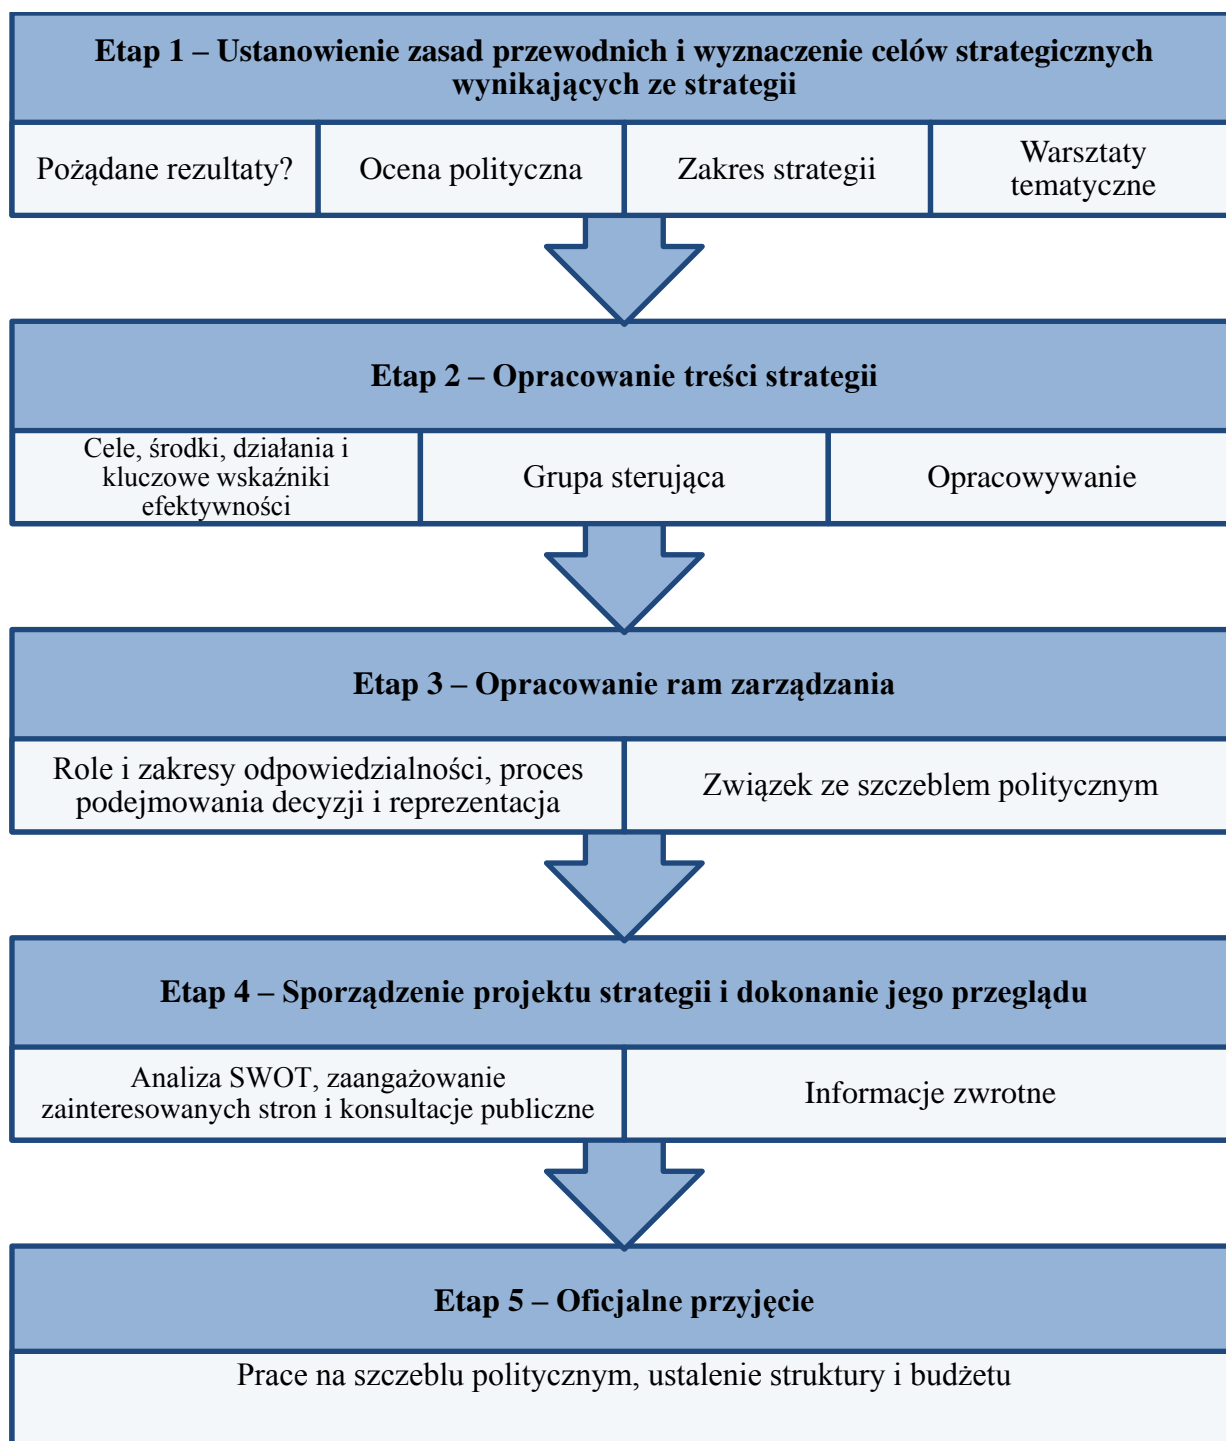 Etap 1 – Ustanowienie zasad przewodnich i wyznaczenie celów strategicznych
wynikających ze strategii
Pożądane rezultaty?
Ocena polityczna
Zakres strategii
Warsztaty
tematyczne
Etap 2 – Opracowanie treści strategii
Cele, środki, działania i
kluczowe wskaźniki
efektywności
Grupa sterująca
Opracowywanie
Etap 3 – Opracowanie ram zarządzania
Role i zakresy odpowiedzialności, proces
podejmowania decyzji i reprezentacja
Związek ze szczeblem politycznym
Etap 4 – Sporządzenie projektu strategii i dokonanie jego przeglądu
Analiza SWOT, zaangażowanie
zainteresowanych stron i konsultacje publiczne
Informacje zwrotne
Etap 5 – Oficjalne przyjęcie
Prace na szczeblu politycznym, ustalenie struktury i budżetu